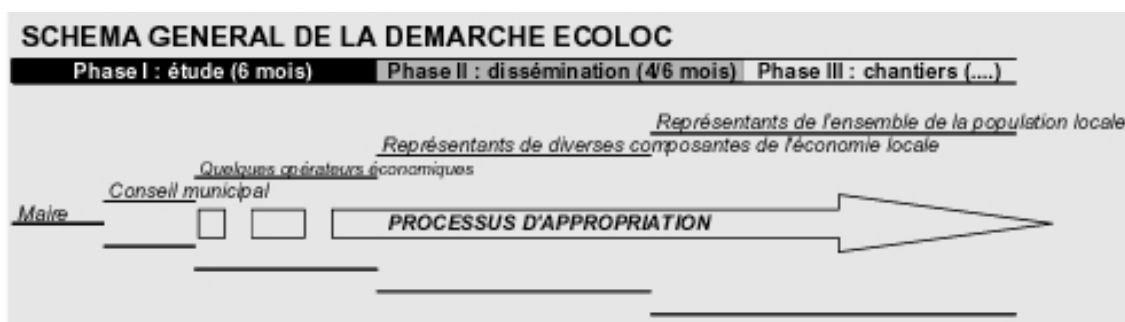 SCHEMA GENERAL DE LA DEMARCHE ECOLOC
Phase I : étude (6 mois) Phase II : dissémination (4/6 mois) Phase III : chantiers (....)
Représentants de l'ensemble de la population locale
Représentants de diverses composantes de l'économie locale
Quelques opérateurs économiques
Conseil municipal
Maire
PROCESSUS D'APPROPRIATION